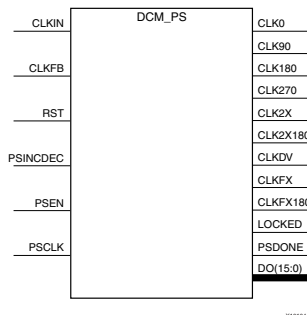 DCM_PS
CLKIN
CLKFB
RST
PSINCDEC
PSEN
PSCLK
CLK0
CLK90
CLK180
CLK270
CLK2X
CLK2X180
CLKDV
CLKFX
CLKFX180
LOCKED
PSDONE
DO(15:0)